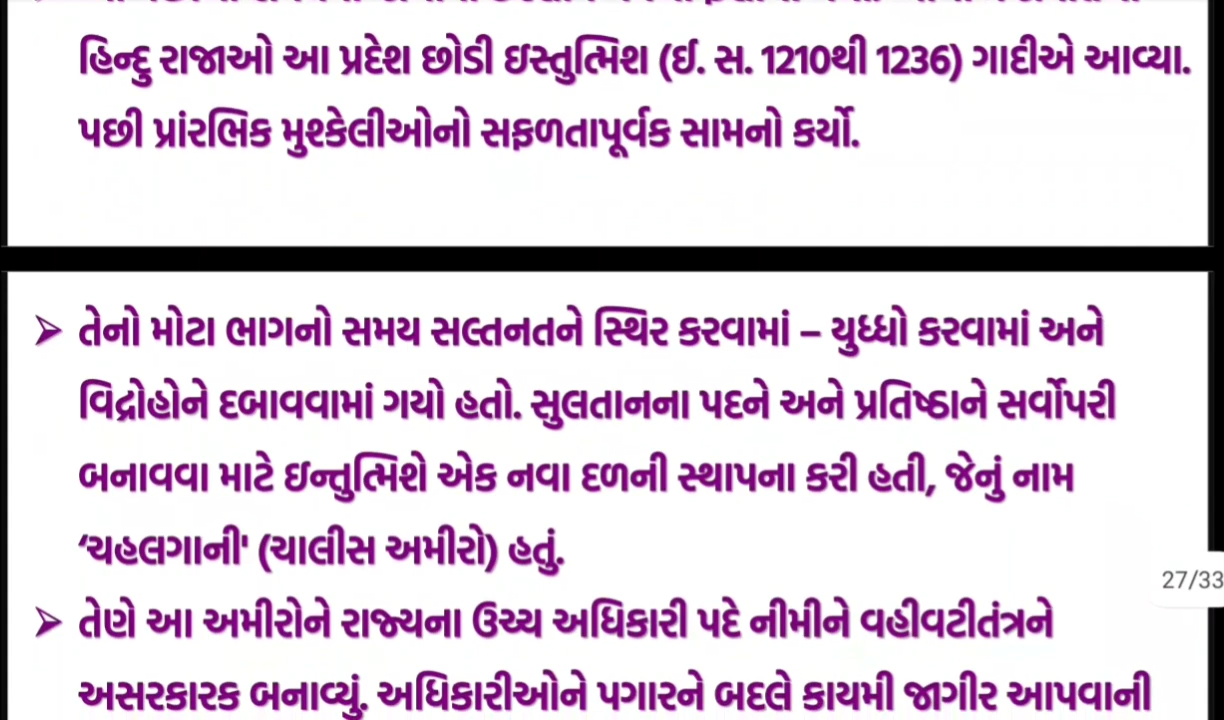 હિન્દુ રાજાઓ આ પ્રદેશ છોડી ઇસ્તુત્મિશ (ઈ. સ. 1210થી 1236) ગાદીએ આવ્યા.
પછી પ્રાંરભિક મુશ્કેલીઓનો સફળતાપૂર્વક સામનો કર્યો.
➢ તેનો મોટા ભાગનો સમય સલ્તનતને સ્થિર કરવામાં – યુધ્ધો કરવામાં અને
વિદ્રોહોને દબાવવામાં ગયો હતો. સુલતાનના પદને અને પ્રતિષ્ઠાને સર્વોપરી
બનાવવા માટે ઇન્તુત્મિશે એક નવા દળની સ્થાપના કરી હતી, જેનું નામ
‘ચહલગાની' (ચાલીસ અમીરો) હતું.
27/33
➢ તેણે આ અમીરોને રાજ્યના ઉચ્ચ અધિકારી પદે નીમીને વહીવટીતંત્રને
અસરકારક બનાવ્યું. અધિકારીઓને પગારને બદલે કાયમી જાગીર આપવાની